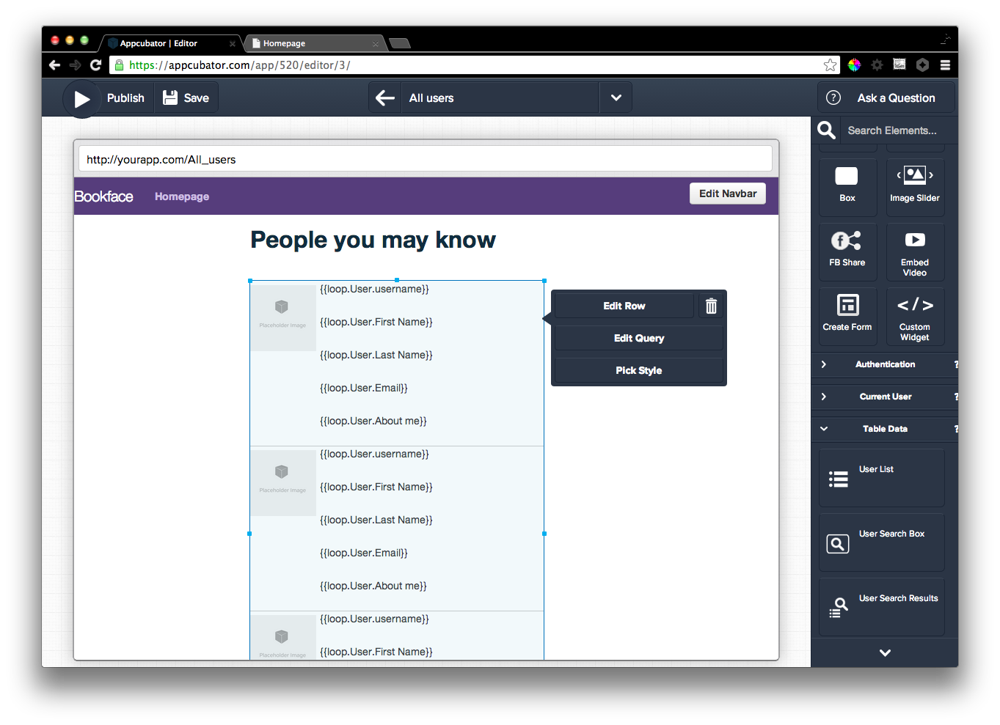 Appcubator | Editor
Homepage
https://appcubator.com/app/520/editor/3/
Publish
Save
All users
Ask a Question
Search Elements...
http://yourapp.com/All_users
Bookface
Homepage
Edit Navbar
People you may know
Placeholder Image
{{loop.User.username}}
{{loop.User.First Name}}
{{loop.User.Last Name}}
{{loop.User.Email}}
{{loop.User.About me}}
Placeholder Image
{{loop.User.username}}
{{loop.User.First Name}}
{{loop.User.Last Name}}
{{loop.User.Email}}
{{loop.User.About me}}
Placeholder Image
{{loop.User.username}}
{{loop.User.First Name}}
Edit Row
Edit Query
Pick Style
Box
Image Slider
FB Share
Embed
Video
Create Form
Custom
Widget
Authentication ?
Current User ?
Table Data ?
User List
User Search Box
User Search Results